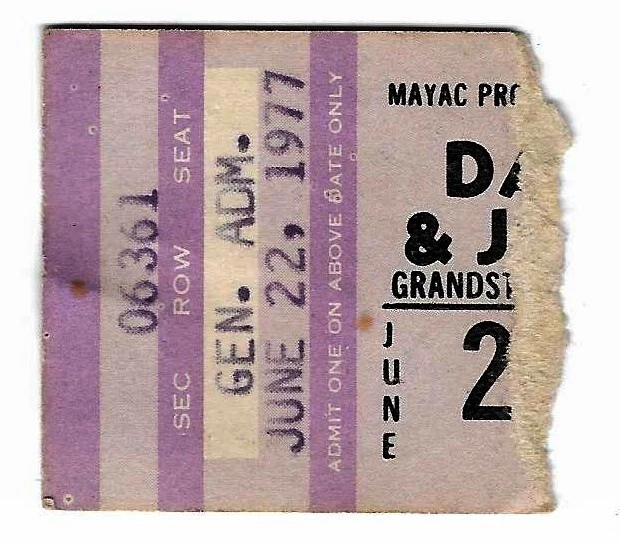 06361
SEC ROW SEAT
GEN. ADM.
JUNE 22, 1977
ADMIT ONE ON ABOVE DATE ONLY
MAYAC PR
DA
& J
GRANDST
JUNE
2